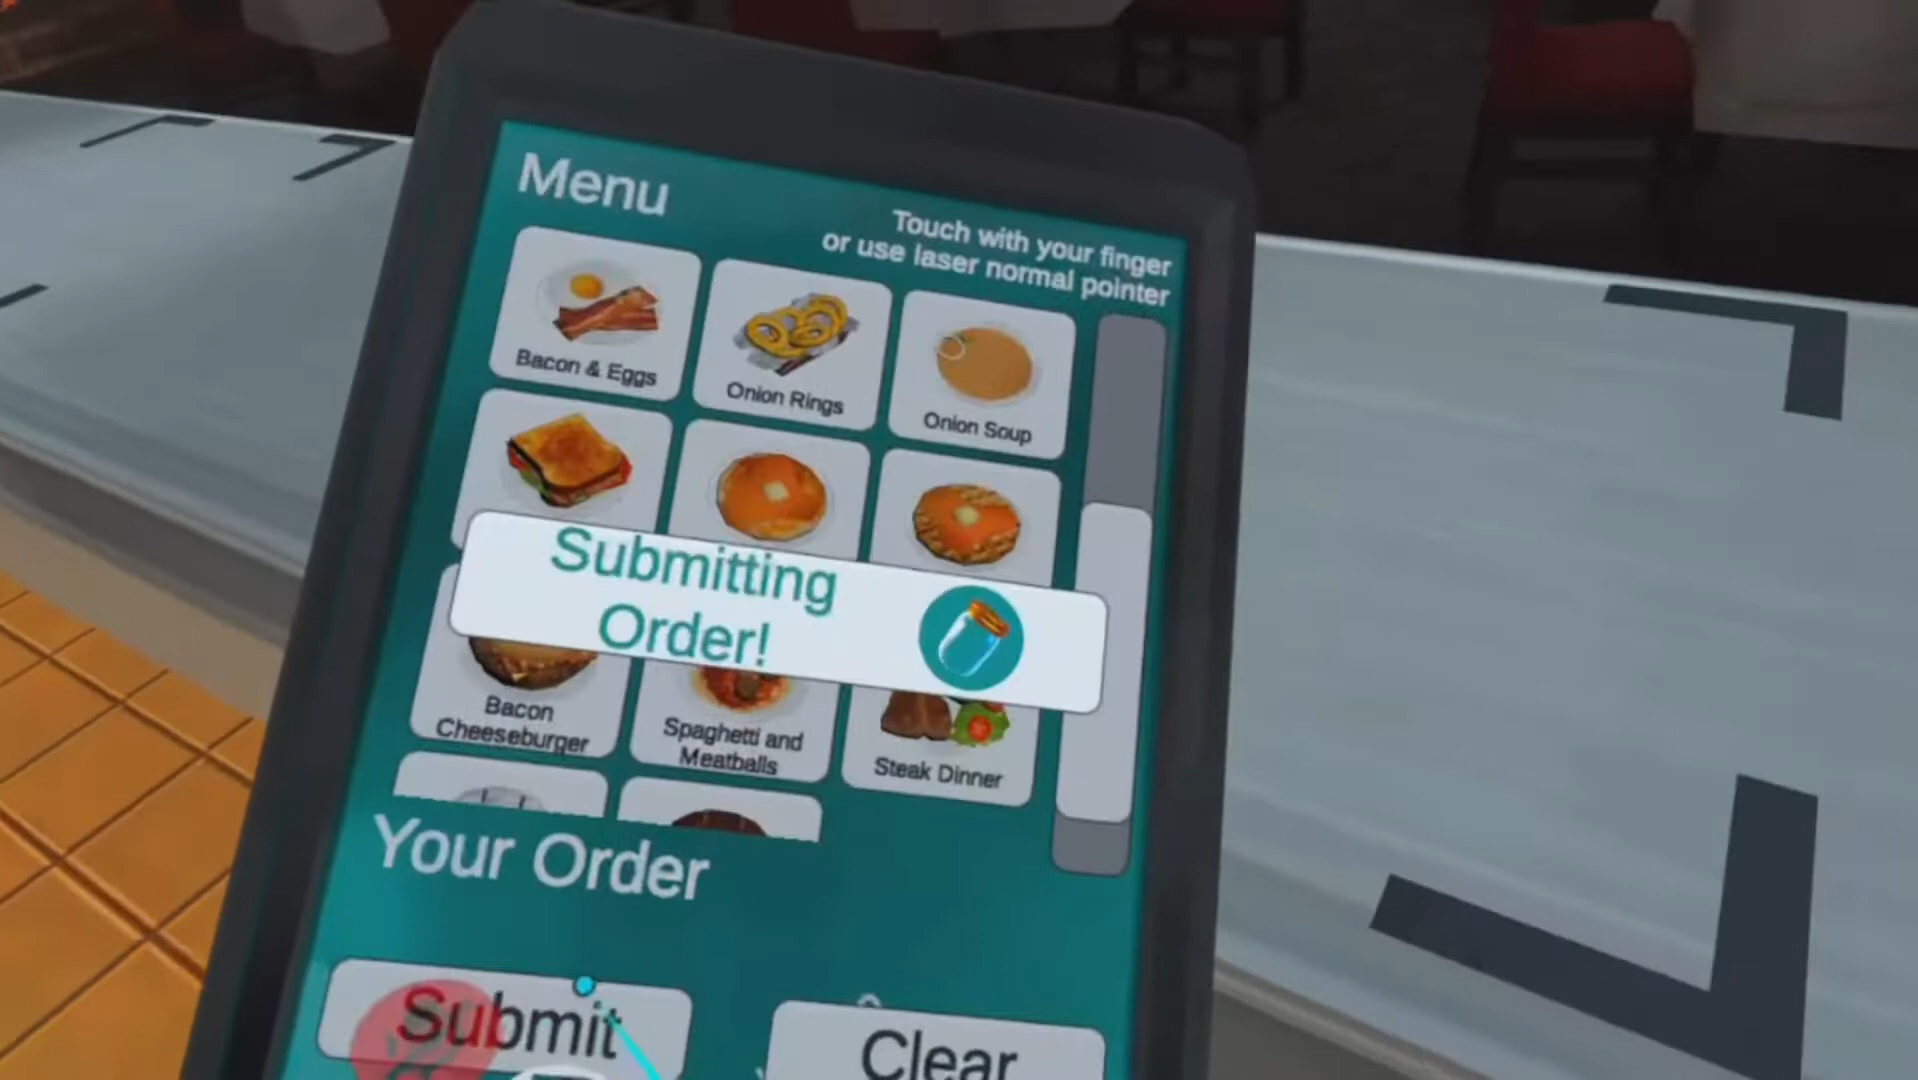 Menu
Touch with your finger
or use laser normal pointer
Bacon & Eggs
Onion Rings
Onion Soup
Submitting
Order!
Bacon
Cheeseburger
Spaghetti and
Meatballs
Steak Dinner
Your Order
Submit
Clear